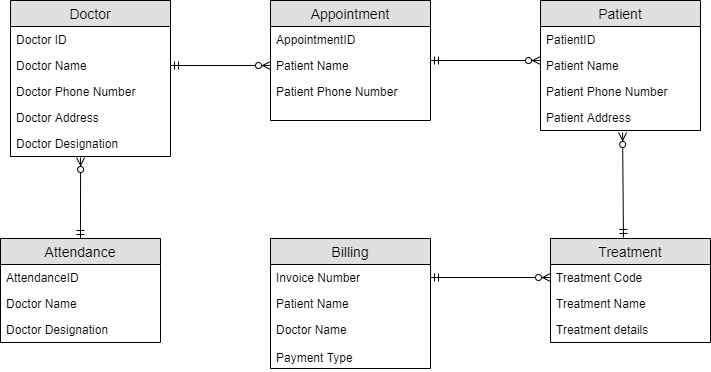 Doctor
Doctor ID
Doctor Name
Doctor Phone Number
Doctor Address
Doctor Designation
Appointment
AppointmentID
Patient Name
Patient Phone Number
Patient
PatientID
Patient Name
Patient Phone Number
Patient Address
Attendance
AttendanceID
Doctor Name
Doctor Designation
Billing
Invoice Number
Patient Name
Doctor Name
Payment Type
Treatment
Treatment Code
Treatment Name
Treatment details